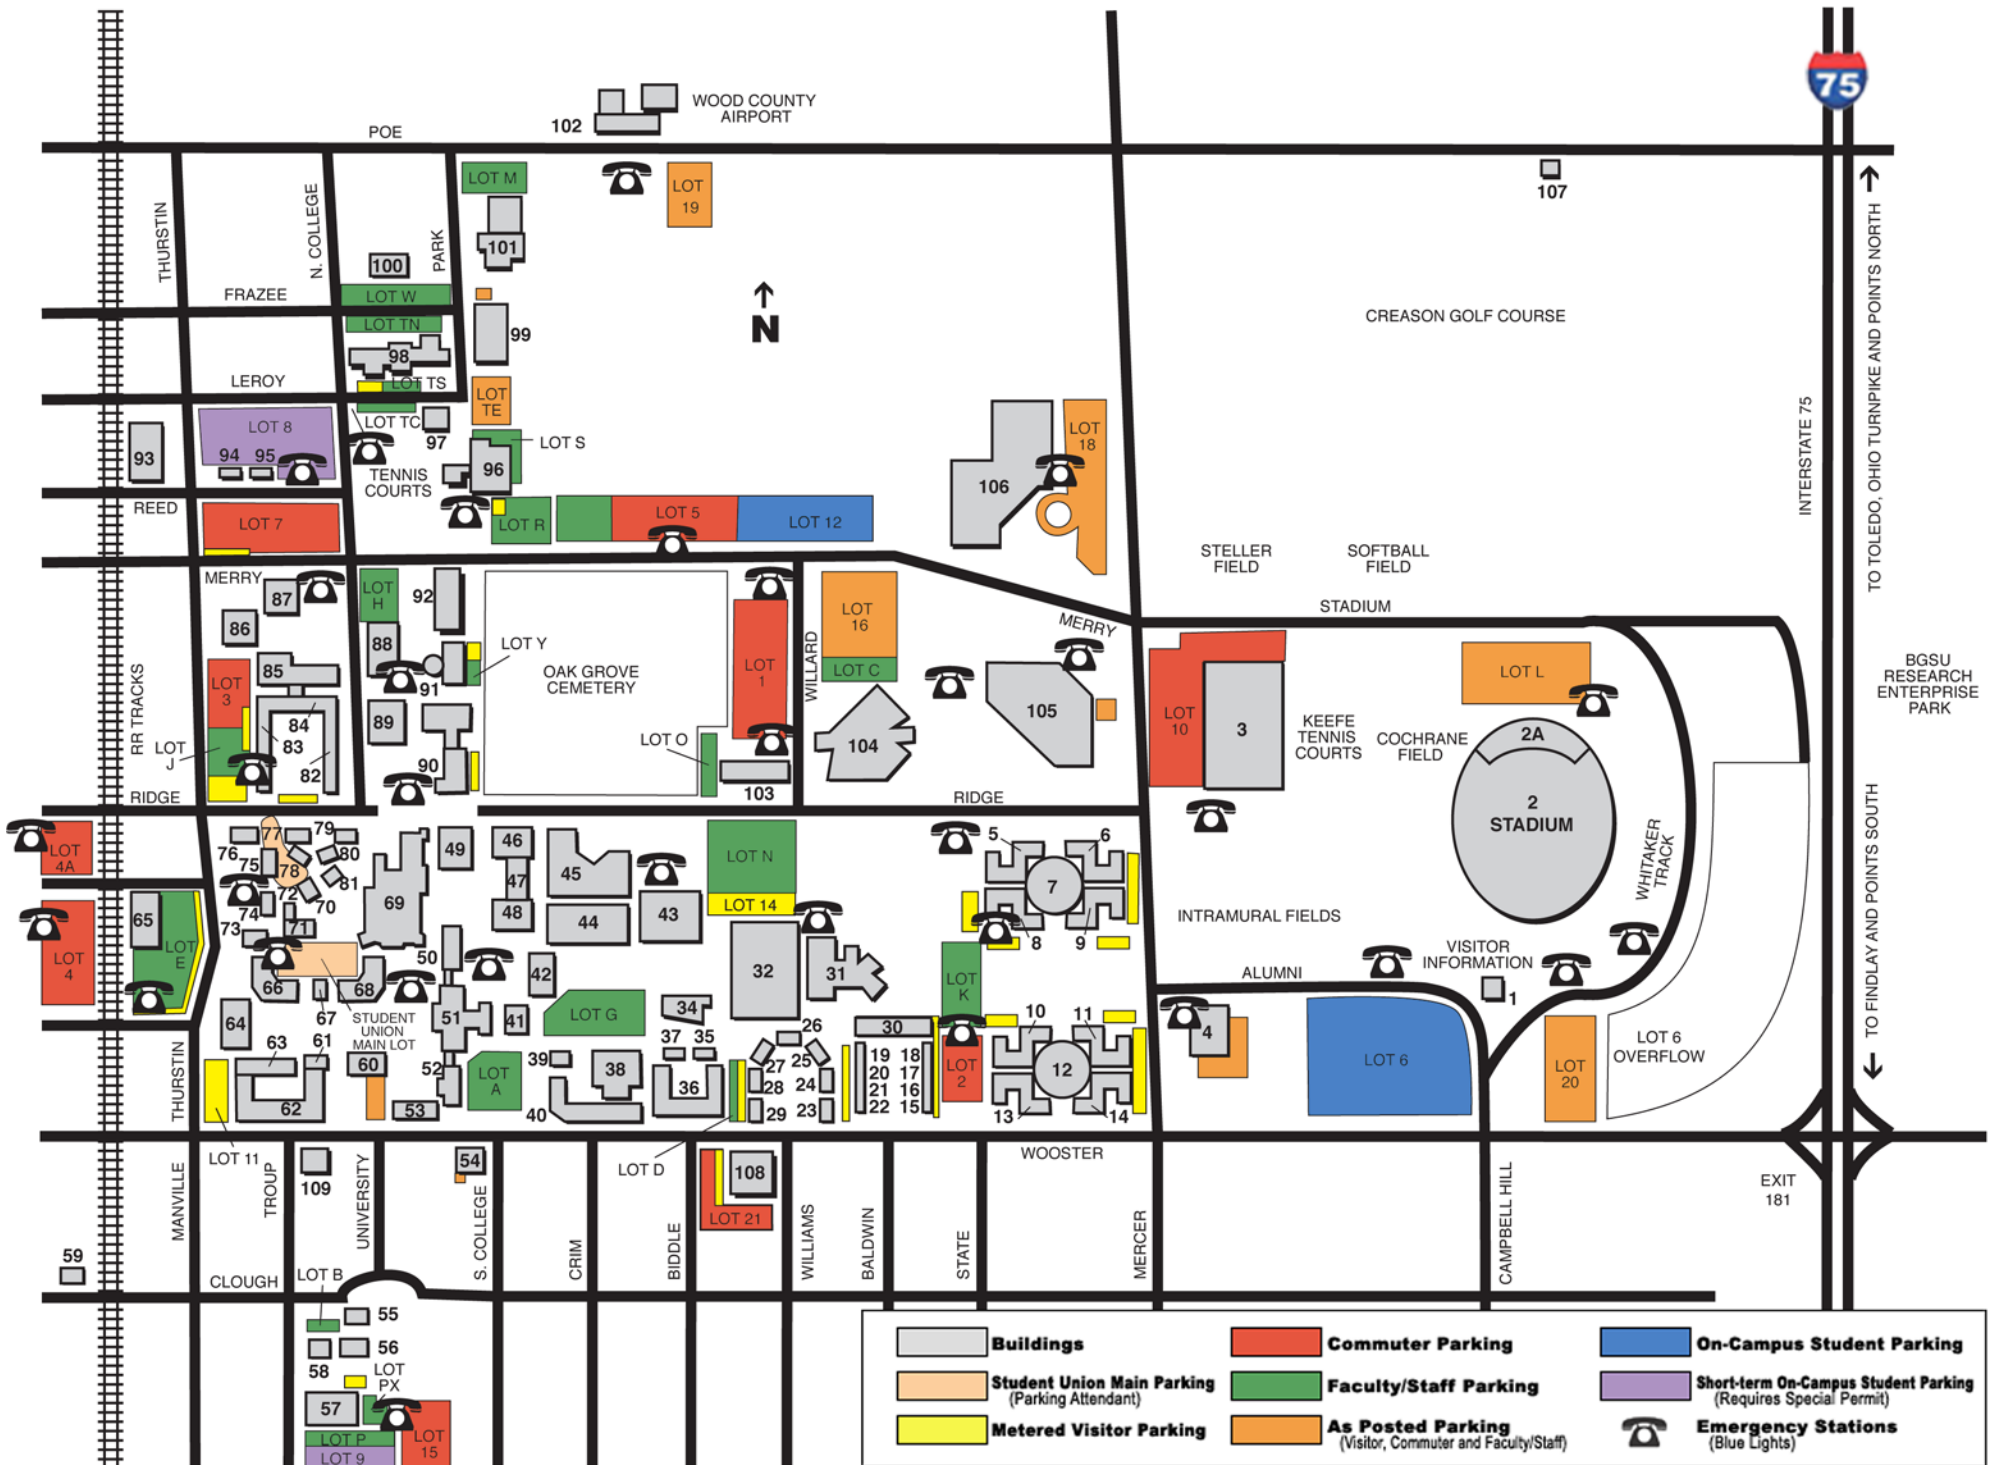 75
WOOD COUNTY
AIRPORT
102
POE
LOT M
LOT
19
107
THURSTIN
N. COLLEGE
PARK
101
100
LOT W
FRAZEE
LOT TN
99
N
CREASON GOLF COURSE
TO TOLEDO, OHIO TURNPIKE AND POINTS NORTH
98
LEROY
LOT TS
LOT
TE
LOT TC
97
LOT 8
94
95
93
TENNIS
COURTS
96
LOT S
LOT
18
106
INTERSTATE 75
REED
LOT 7
LOT R
LOT 5
LOT 12
STELLER
FIELD
SOFTBALL
FIELD
MERRY
87
LOT
H
92
86
88
LOT Y
91
OAK GROVE
CEMETERY
LOT
1
WILLARD
LOT
16
LOT C
MERRY
STADIUM
RR TRACKS
85
LOT
3
84
83
82
LOT
J
89
90
LOT O
103
104
105
LOT
10
3
KEEFE
TENNIS
COURTS
COCHRANE
FIELD
LOT L
2A
2
STADIUM
BGSU
RESEARCH
ENTERPRISE
PARK
RIDGE
RIDGE
LOT
4A
76
77
79
80
75
78
81
72
70
74
73
71
69
49
46
47
48
45
44
43
LOT N
LOT 14
5
6
7
8
9
WHITAKER
TRACK
TO FINDLAY AND POINTS SOUTH
65
LOT
E
LOT
4
66
67
68
50
42
32
31
LOT
K
INTRAMURAL FIELDS
VISITOR
INFORMATION
ALUMNI
1
STUDENT
UNION
MAIN LOT
64
63
61
60
51
41
LOT G
34
26
30
10
11
12
13
14
4
LOT 6
LOT
20
LOT 6
OVERFLOW
THURSTIN
62
53
52
LOT
A
39
38
40
37
35
36
27
25
28
24
29
23
19
18
20
17
21
16
22
15
LOT
2
LOT 11
LOT D
WOOSTER
EXIT
181
MANVILLE
TROUP
109
UNIVERSITY
54
S. COLLEGE
CRIM
BIDDLE
108
LOT 21
WILLIAMS
BALDWIN
STATE
MERCER
CAMPBELL HILL
59
CLOUGH
LOT B
55
56
58
LOT
PX
57
LOT P
LOT 9
LOT
15
Buildings
Commuter Parking
On-Campus Student Parking
Student Union Main Parking
(Parking Attendant)
Faculty/Staff Parking
Short-term On-Campus Student Parking
(Requires Special Permit)
Metered Visitor Parking
As Posted Parking
(Visitor, Commuter and Faculty/Staff)
Emergency Stations
(Blue Lights)